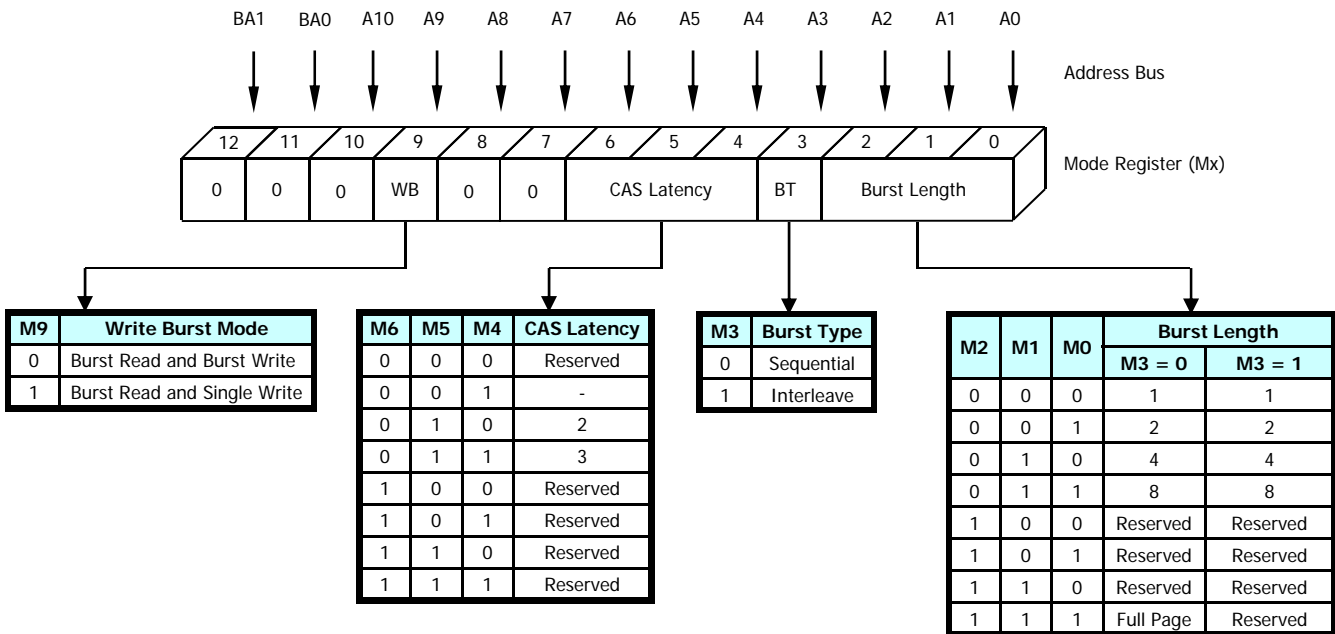 BA1 BA0 A10 A9 A8 A7 A6 A5 A4 A3 A2 A1 A0
Address Bus
12 11 10 9 8 7 6 5 4 3 2 1 0
Mode Register (Mx)
0 0 0 WB 0 0 CAS Latency BT Burst Length
M9 Write Burst Mode
0 Burst Read and Burst Write
1 Burst Read and Single Write
M6 M5 M4 CAS Latency
0 0 0 Reserved
0 0 1 -
0 1 0 2
0 1 1 3
1 0 0 Reserved
1 0 1 Reserved
1 1 0 Reserved
1 1 1 Reserved
M3 Burst Type
0 Sequential
1 Interleave
M2 M1 M0 Burst Length
M3 = 0 M3 = 1
0 0 0 1 1
0 0 1 2 2
0 1 0 4 4
0 1 1 8 8
1 0 0 Reserved Reserved
1 0 1 Reserved Reserved
1 1 0 Reserved Reserved
1 1 1 Full Page Reserved